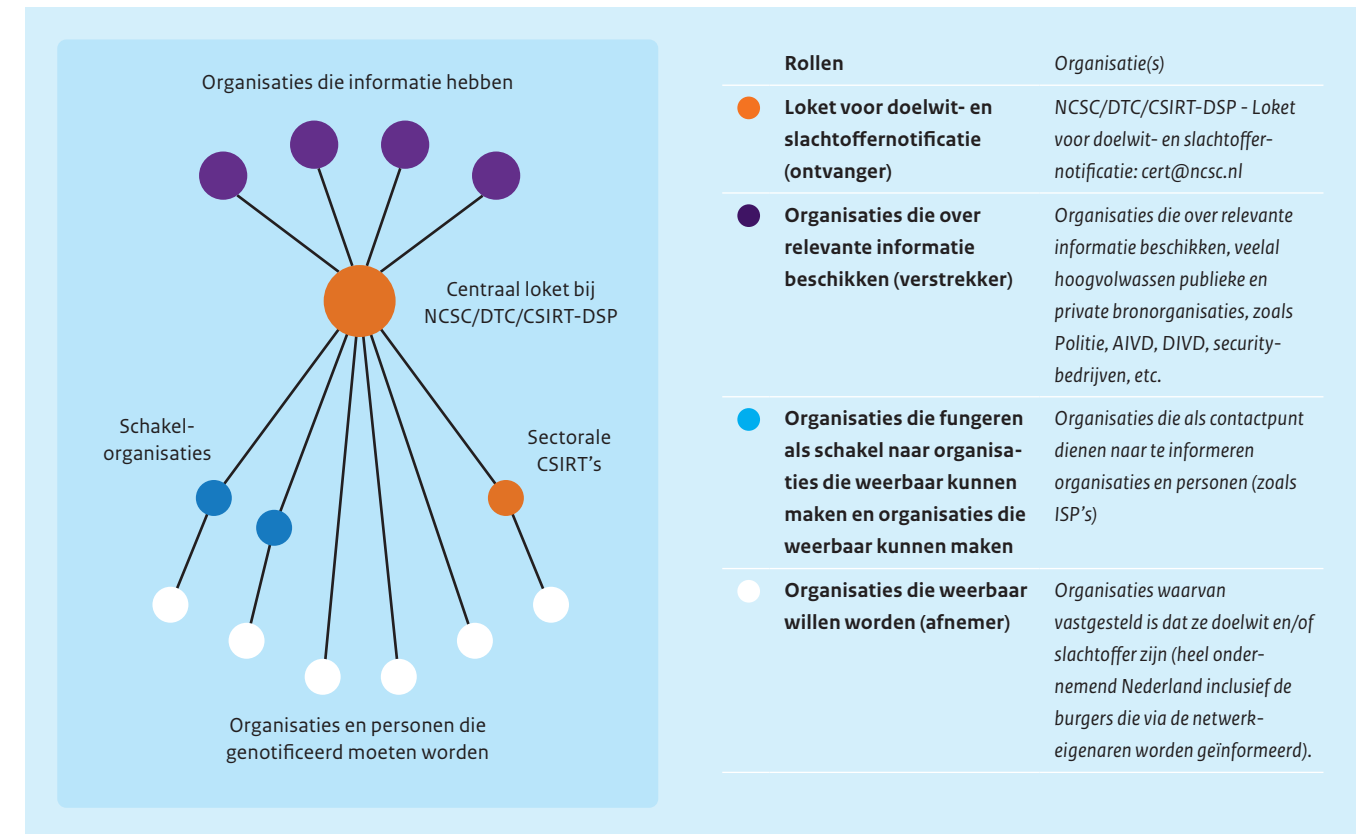 Organisaties die informatie hebben
Centraal loket bij
NCSC/DTC/CSIRT-DSP
Schakel-
organisaties
Sectorale
CSIRT's
Organisaties en personen die
genotificeerd moeten worden
Rollen
Organisatie(s)
Loket voor doelwit- en
slachtoffernotificatie
(ontvanger)
NCSC/DTC/CSIRT-DSP - Loket
voor doelwit- en slachtoffer-
notificatie: cert@ncsc.nl
Organisaties die over
relevante informatie
beschikken (verstrekker)
Organisaties die over relevante
informatie beschikken, veelal
hoogvolwassen publieke en
private bronorganisaties, zoals
Politie, AIVD, DIVD, security-
bedrijven, etc.
Organisaties die fungeren
als schakel naar organisa-
ties die weerbaar kunnen
maken en organisaties die
weerbaar kunnen maken
Organisaties die als contactpunt
dienen naar te informeren
organisaties en personen (zoals
ISP's)
Organisaties die weerbaar
willen worden (afnemer)
Organisaties waarvan
vastgesteld is dat ze doelwit en/of
slachtoffer zijn (heel onder-
nemend Nederland inclusief de
burgers die via de netwerk-
eigenaren worden geïnformeerd).